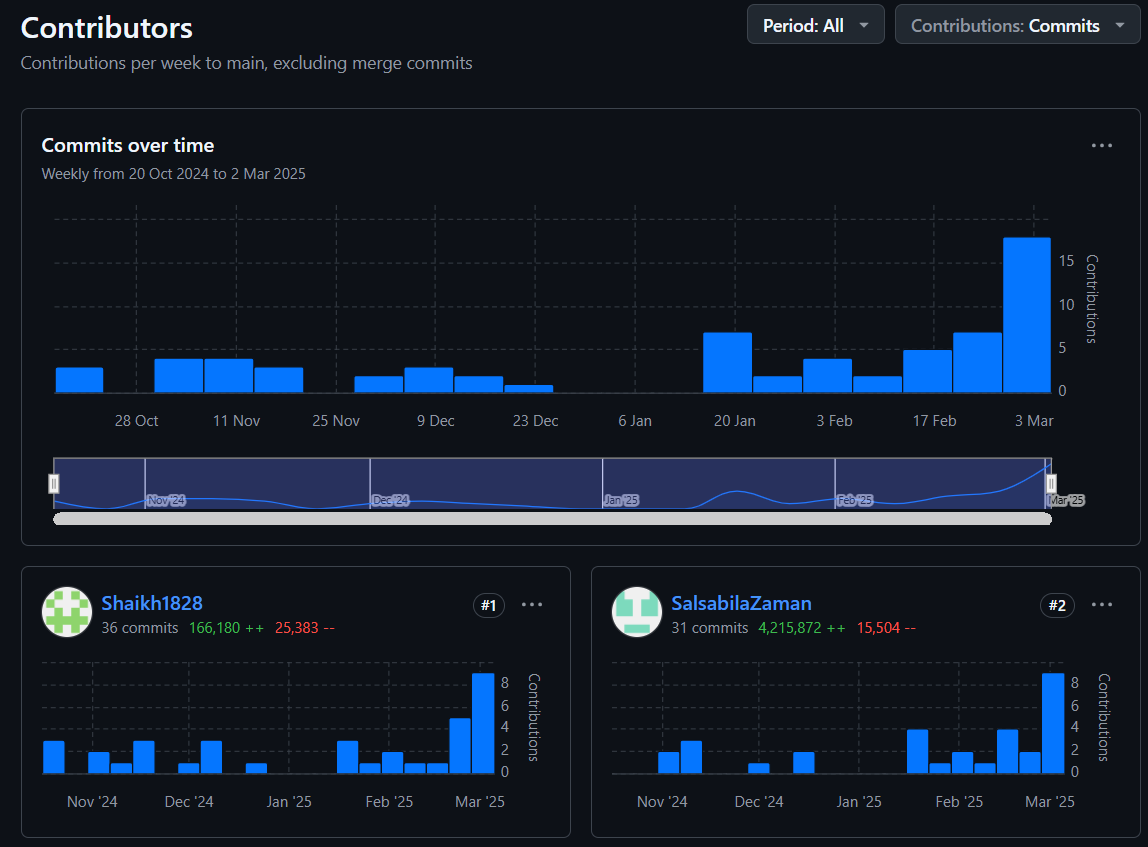 Contributors
Period: All
Contributions: Commits
Contributions per week to main, excluding merge commits
Commits over time
Weekly from 20 Oct 2024 to 2 Mar 2025
15
10
5
0
Contributions
28 Oct 11 Nov 25 Nov 9 Dec 23 Dec 6 Jan 20 Jan 3 Feb 17 Feb 3 Mar
Nov '24 Dec '24 Jan '25 Feb '25 Mar '25
Shaikh1828
#1
36 commits 166,180 ++ 25,383 --
8
6
4
2
0
Contributions
Nov '24 Dec '24 Jan '25 Feb '25 Mar '25
SalsabilaZaman
#2
31 commits 4,215,872 ++ 15,504 --
8
6
4
2
0
Contributions
Nov '24 Dec '24 Jan '25 Feb '25 Mar '25